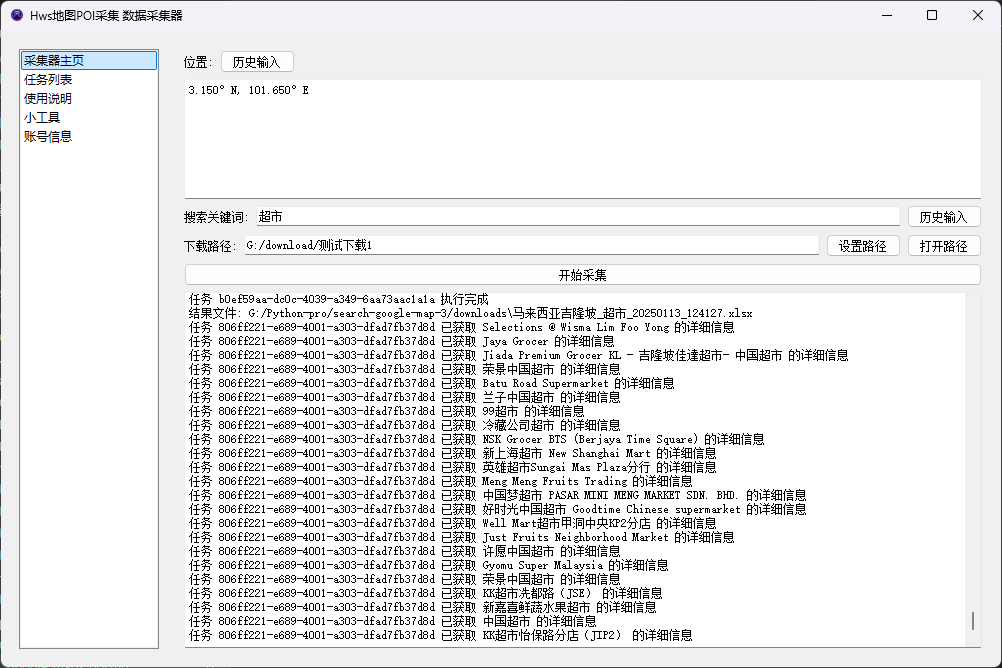 Hws地图POI采集 数据采集器
采集器主页
任务列表
使用说明
小工具
账号信息
位置:
历史输入
3.150° N, 101.650° E
搜索关键词:
超市
历史输入
下载路径:
G:/download/测试下载1
设置路径
打开路径
开始采集
任务 b0ef59aa-dc0c-4039-a349-6aa73aac1a1a 执行完成
结果文件: G:/Python-pro/search-google-map-3/downloads\马来西亚吉隆坡_超市_20250113_124127.xlsx
任务 806ff221-e689-4001-a303-dfad7fb37d8d 已获取 Selections @ Wisma Lim Foo Yong 的详细信息
任务 806ff221-e689-4001-a303-dfad7fb37d8d 已获取 Jaya Grocer 的详细信息
任务 806ff221-e689-4001-a303-dfad7fb37d8d 已获取 Jiada Premium Grocer KL - 吉隆坡佳達超市- 中国超市 的详细信息
任务 806ff221-e689-4001-a303-dfad7fb37d8d 已获取 荣景中国超市 的详细信息
任务 806ff221-e689-4001-a303-dfad7fb37d8d 已获取 Batu Road Supermarket 的详细信息
任务 806ff221-e689-4001-a303-dfad7fb37d8d 已获取 兰子中国超市 的详细信息
任务 806ff221-e689-4001-a303-dfad7fb37d8d 已获取 99超市 的详细信息
任务 806ff221-e689-4001-a303-dfad7fb37d8d 已获取 冷藏公司超市 的详细信息
任务 806ff221-e689-4001-a303-dfad7fb37d8d 已获取 NSK Grocer BTS (Berjaya Time Square) 的详细信息
任务 806ff221-e689-4001-a303-dfad7fb37d8d 已获取 新上海超市 New Shanghai Mart 的详细信息
任务 806ff221-e689-4001-a303-dfad7fb37d8d 已获取 英雄超市Sungai Mas Plaza分行 的详细信息
任务 806ff221-e689-4001-a303-dfad7fb37d8d 已获取 Meng Meng Fruits Trading 的详细信息
任务 806ff221-e689-4001-a303-dfad7fb37d8d 已获取 中国梦超市 PASAR MINI MENG MARKET SDN. BHD. 的详细信息
任务 806ff221-e689-4001-a303-dfad7fb37d8d 已获取 好时光中国超市 Goodtime Chinese supermarket 的详细信息
任务 806ff221-e689-4001-a303-dfad7fb37d8d 已获取 Well Mart超市甲洞中央KP2分店 的详细信息
任务 806ff221-e689-4001-a303-dfad7fb37d8d 已获取 Just Fruits Neighborhood Market 的详细信息
任务 806ff221-e689-4001-a303-dfad7fb37d8d 已获取 许愿中国超市 的详细信息
任务 806ff221-e689-4001-a303-dfad7fb37d8d 已获取 Gyomu Super Malaysia 的详细信息
任务 806ff221-e689-4001-a303-dfad7fb37d8d 已获取 荣景中国超市 的详细信息
任务 806ff221-e689-4001-a303-dfad7fb37d8d 已获取 KK超市冼都路（JSE） 的详细信息
任务 806ff221-e689-4001-a303-dfad7fb37d8d 已获取 新嘉喜鲜蔬水果超市 的详细信息
任务 806ff221-e689-4001-a303-dfad7fb37d8d 已获取 中国超市 的详细信息
任务 806ff221-e689-4001-a303-dfad7fb37d8d 已获取 KK超市怡保路分店（JIP2） 的详细信息